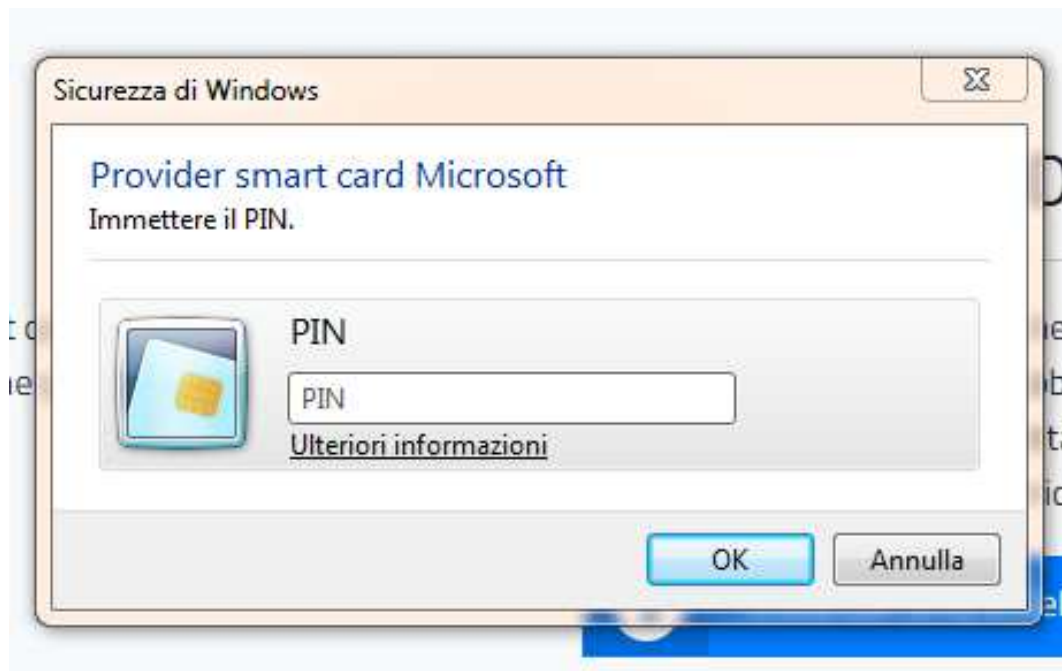 Sicurezza di Windows
Provider smart card Microsoft
Immettere il PIN.
PIN
PIN
Ulteriori informazioni
OK
Annulla